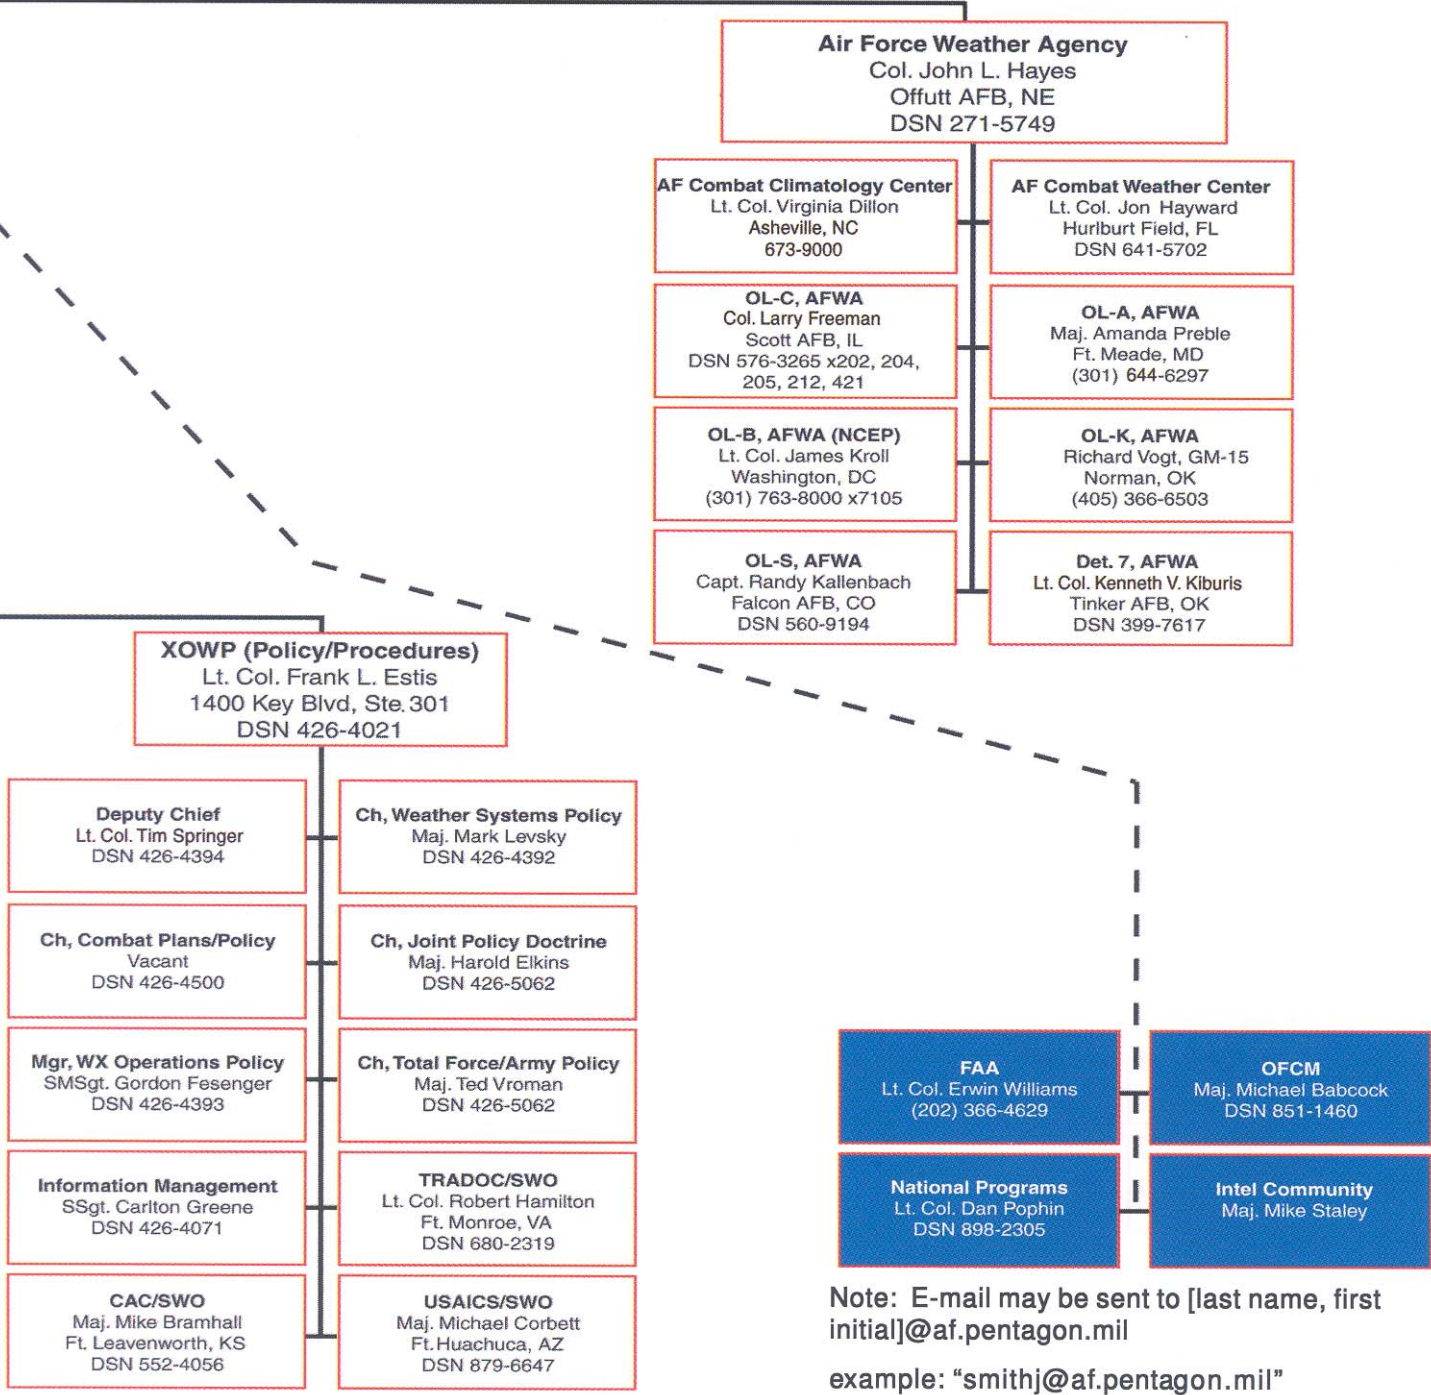 Air Force Weather Agency
Col. John L. Hayes
Offutt AFB, NE
DSN 271-5749
AF Combat Climatology Center
Lt. Col. Virginia Dillon
Asheville, NC
673-9000
AF Combat Weather Center
Lt. Col. Jon Hayward
Hurlburt Field, FL
DSN 641-5702
OL-C, AFWA
Col. Larry Freeman
Scott AFB, IL
DSN 576-3265 x202, 204,
205, 212, 421
OL-A, AFWA
Maj. Amanda Preble
Ft. Meade, MD
(301) 644-6297
OL-B, AFWA (NCEP)
Lt. Col. James Kroll
Washington, DC
(301) 763-8000 x7105
OL-K, AFWA
Richard Vogt, GM-15
Norman, OK
(405) 366-6503
OL-S, AFWA
Capt. Randy Kallenbach
Falcon AFB, CO
DSN 560-9194
Det. 7, AFWA
Lt. Col. Kenneth V. Kiburis
Tinker AFB, OK
DSN 399-7617
XOWP (Policy/Procedures)
Lt. Col. Frank L. Estis
1400 Key Blvd, Ste. 301
DSN 426-4021
Deputy Chief
Lt. Col. Tim Springer
DSN 426-4394
Ch, Weather Systems Policy
Maj. Mark Levsky
DSN 426-4392
Ch, Combat Plans/Policy
Vacant
DSN 426-4500
Ch, Joint Policy Doctrine
Maj. Harold Elkins
DSN 426-5062
Mgr, WX Operations Policy
SMSgt. Gordon Fesenger
DSN 426-4393
Ch, Total Force/Army Policy
Maj. Ted Vroman
DSN 426-5062
Information Management
SSgt. Carlton Greene
DSN 426-4071
TRADOC/SWO
Lt. Col. Robert Hamilton
Ft. Monroe, VA
DSN 680-2319
CAC/SWO
Maj. Mike Bramhall
Ft. Leavenworth, KS
DSN 552-4056
USAICS/SWO
Maj. Michael Corbett
Ft. Huachuca, AZ
DSN 879-6647
FAA
Lt. Col. Erwin Williams
(202) 366-4629
OFCM
Maj. Michael Babcock
DSN 851-1460
National Programs
Lt. Col. Dan Pophin
DSN 898-2305
Intel Community
Maj. Mike Staley
Note: E-mail may be sent to [last name, first
initial]@af.pentagon.mil
example: “smithj@af.pentagon.mil”